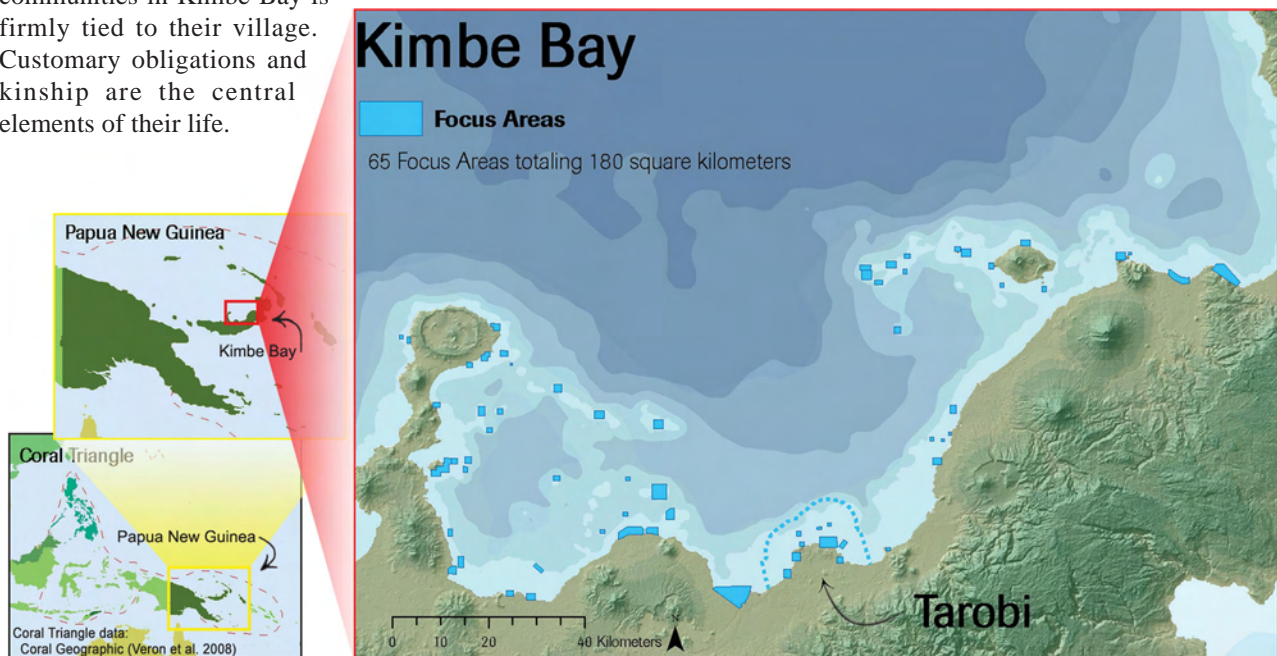 communities in Kimbe Bay is
firmly tied to their village.
Customary obligations and
kinship are the central
elements of their life.
Kimbe Bay
Focus Areas
65 Focus Areas totaling 180 square kilometers
Papua New Guinea
Kimbe Bay
Coral Triangle
Papua New Guinea
Coral Triangle data:
Coral Geographic (Veron et al. 2008)
Tarobi
N
0 10 20 40 Kilometers